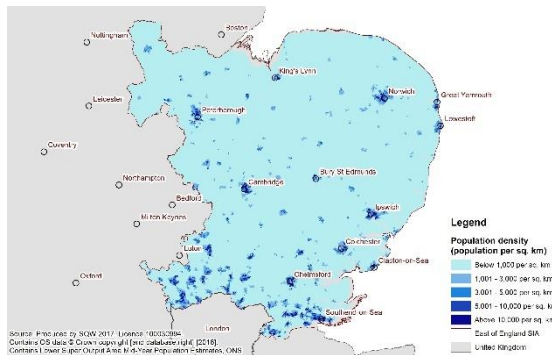 Boston
Nottingham
King's Lynn
Norwich
Great Yarmouth
Leicester
Peterborough
Lowestoft
Coventry
Bury St Edmunds
Northampton
Cambridge
Bedford
Ipswich
Milton Keynes
Colchester
Luton
Clacton-on-Sea
Oxford
Chelmsford
London
Southend on Sea
Legend
Population density
(population per sq. km)
Below 1,000 per sq. km
1,001 - 3,000 per sq. km
3,001 - 5,000 per sq. km
5,001 - 10,000 per sq. km
Above 10,000 per sq. km
East of England SIA
United Kingdom
Source: Produced by SQW 2017. Licence 100030994
Contains OS data © Crown copyright [and database right] [2016].
Contains Lower Super Output Area Mid-Year Population Estimates, ONS